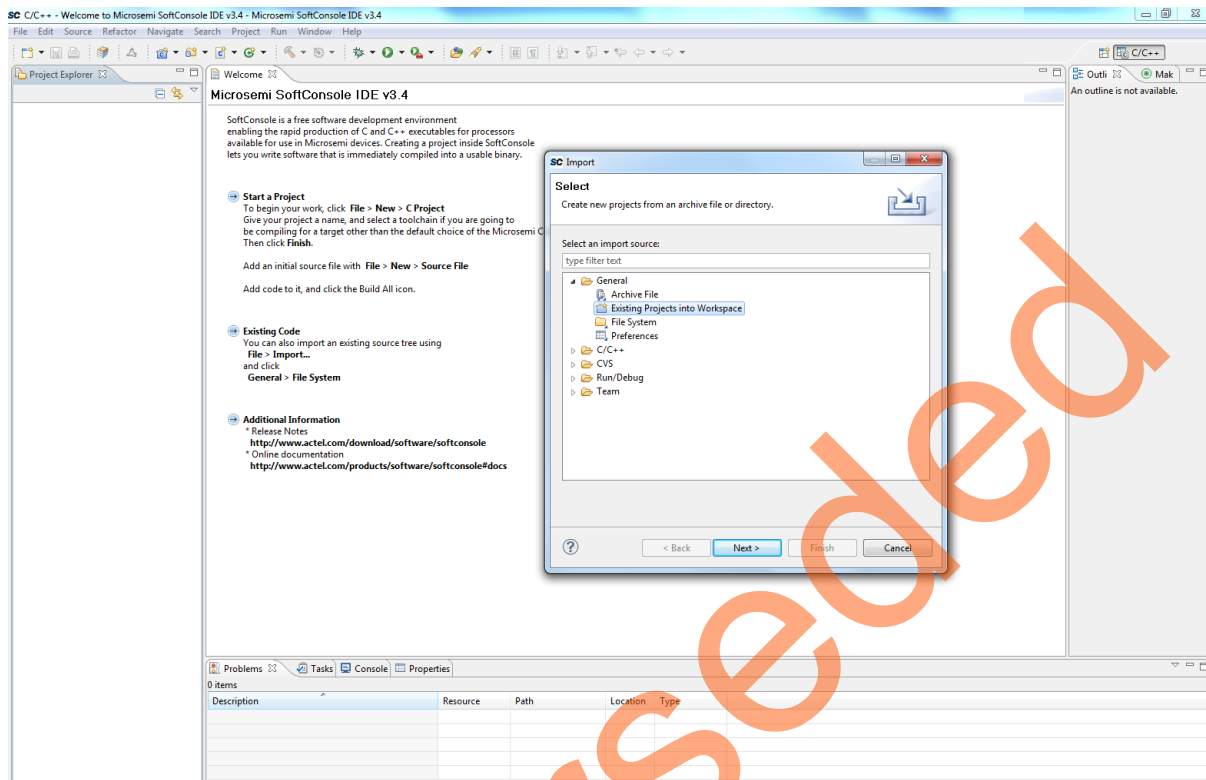 SC C/C++ - Welcome to Microsemi SoftConsole IDE v3.4 - Microsemi SoftConsole IDE v3.4
File Edit Source Refactor Navigate Search Project Run Window Help
C/C++
Project Explorer
Welcome
Outli
Mak
Microsemi SoftConsole IDE v3.4
An outline is not available.
SoftConsole is a free software development environment
enabling the rapid production of C and C++ executables for processors
available for use in Microsemi devices. Creating a project inside SoftConsole
lets you write software that is immediately compiled into a usable binary.
Start a Project
To begin your work, click File > New > C Project
Give your project a name, and select a toolchain if you are going to
be compiling for a target other than the default choice of the Microsemi C
Then click Finish.
Add an initial source file with File > New > Source File
Add code to it, and click the Build All icon.
Existing Code
You can also import an existing source tree using
File > Import...
and click
General > File System
Additional Information
* Release Notes
http://www.actel.com/download/software/softconsole
* Online documentation
http://www.actel.com/products/software/softconsole#docs
SC Import
Select
Create new projects from an archive file or directory.
Select an import source:
type filter text
General
Archive File
Existing Projects into Workspace
File System
Preferences
C/C++
CVS
Run/Debug
Team
< Back
Next >
Finish
Cancel
Problems
Tasks
Console
Properties
0 items
Description Resource Path Location Type
sseded